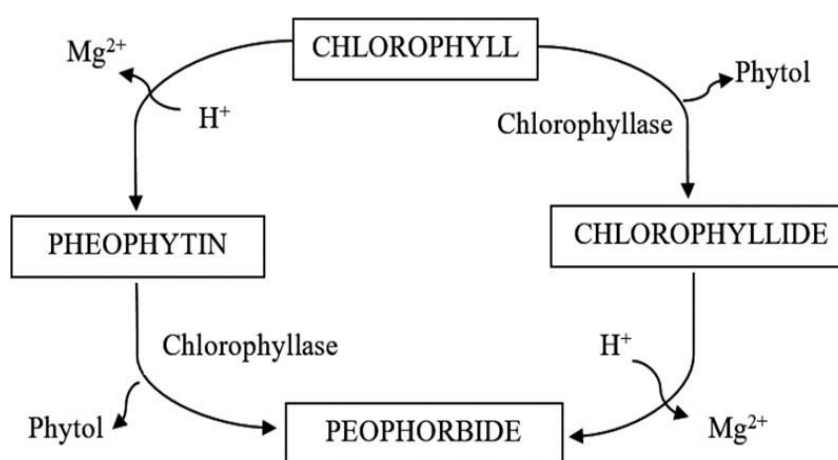 CHLOROPHYLL
Mg²⁺
H⁺
Phytol
Chlorophyllase
PHEOPHYTIN
CHLOROPHYLLIDE
Chlorophyllase
H⁺
Phytol
PEOPHORBIDE
Mg²⁺